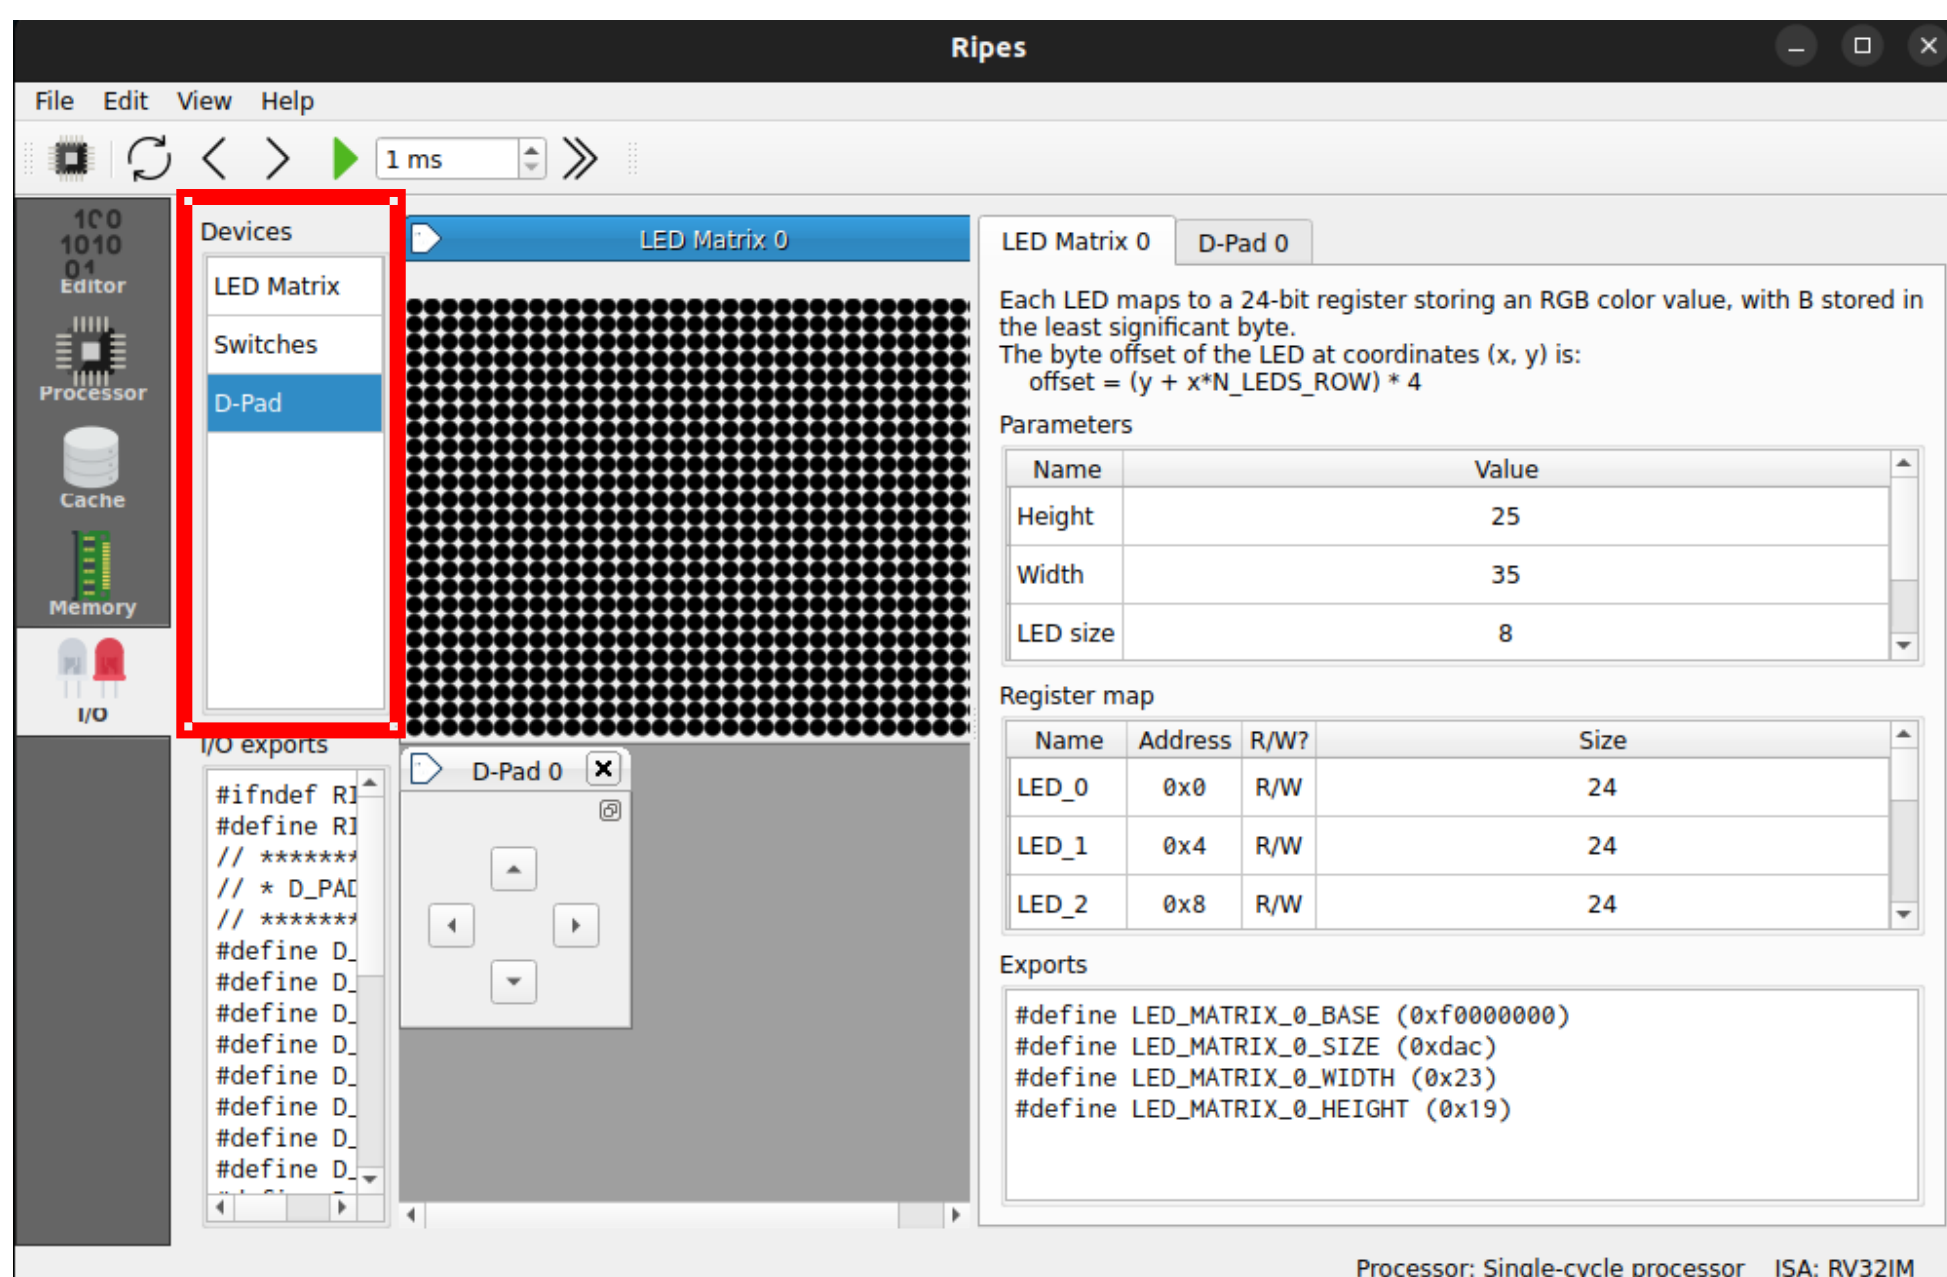 Ripes
File Edit View Help
1 ms
Editor
Processor
Cache
Memory
I/O
Devices
LED Matrix
Switches
D-Pad
I/O exports
#ifndef RI
#define RI
// *******
// * D_PAD
// *******
#define D_
#define D_
#define D_
#define D_
#define D_
#define D_
#define D_
#define D_
LED Matrix 0
D-Pad 0
LED Matrix 0 D-Pad 0
Each LED maps to a 24-bit register storing an RGB color value, with B stored in
the least significant byte.
The byte offset of the LED at coordinates (x, y) is:
offset = (y + x*N_LEDS_ROW) * 4
Parameters
Name Value
Height 25
Width 35
LED size 8
Register map
Name Address R/W? Size
LED_0 0x0 R/W 24
LED_1 0x4 R/W 24
LED_2 0x8 R/W 24
Exports
#define LED_MATRIX_0_BASE (0xf0000000)
#define LED_MATRIX_0_SIZE (0xdac)
#define LED_MATRIX_0_WIDTH (0x23)
#define LED_MATRIX_0_HEIGHT (0x19)
Processor: Single-cycle processor ISA: RV32IM